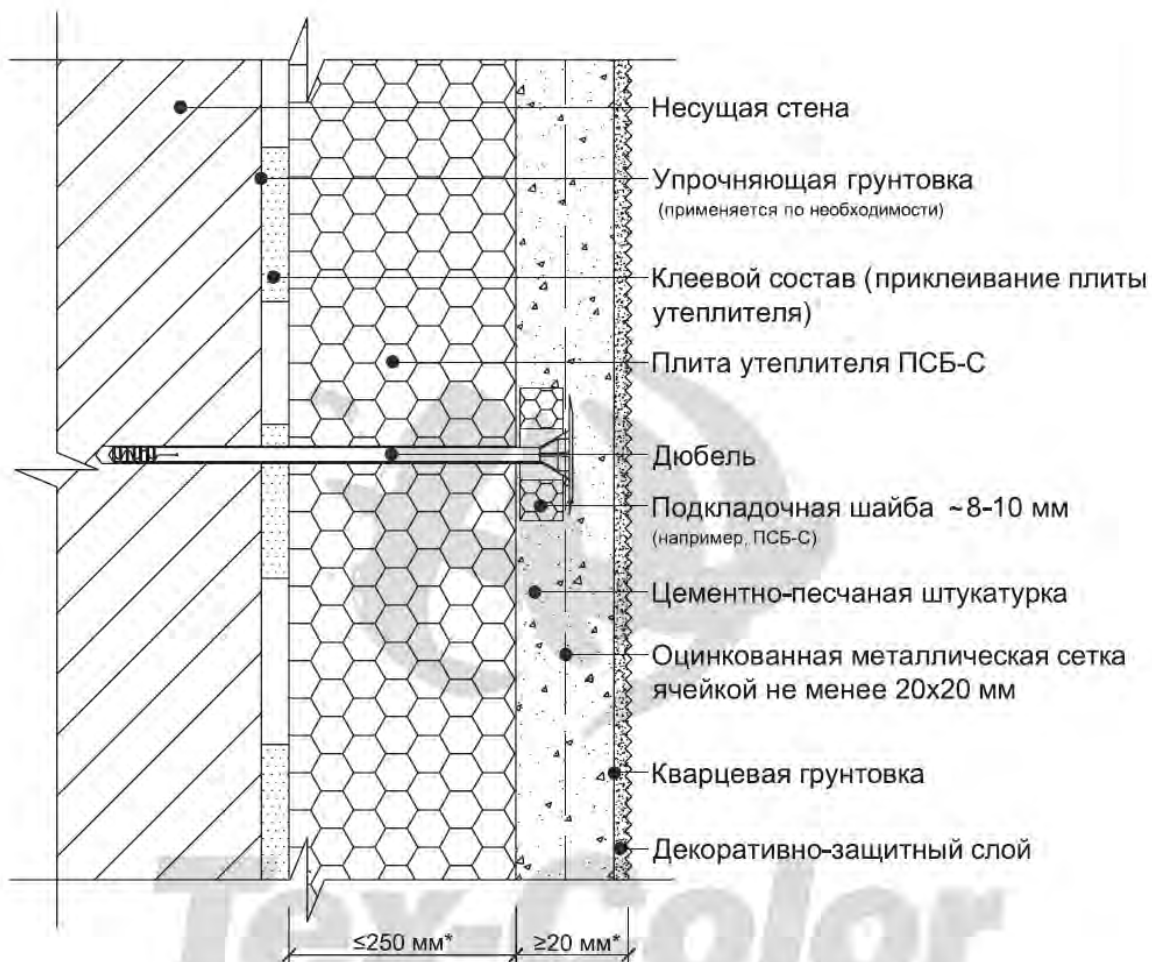 Несущая стена
Упрочняющая грунтовка
(применяется по необходимости)
Клеевой состав (приклеивание плиты
утеплителя)
Плита утеплителя ПСБ-С
Дюбель
Подкладочная шайба ~8-10 мм
(например, ПСБ-С)
Цементно-песчаная штукатурка
Оцинкованная металлическая сетка
ячейкой не менее 20х20 мм
Кварцевая грунтовка
Декоративно-защитный слой
Tex-Color
≤250 мм*
≥20 мм*